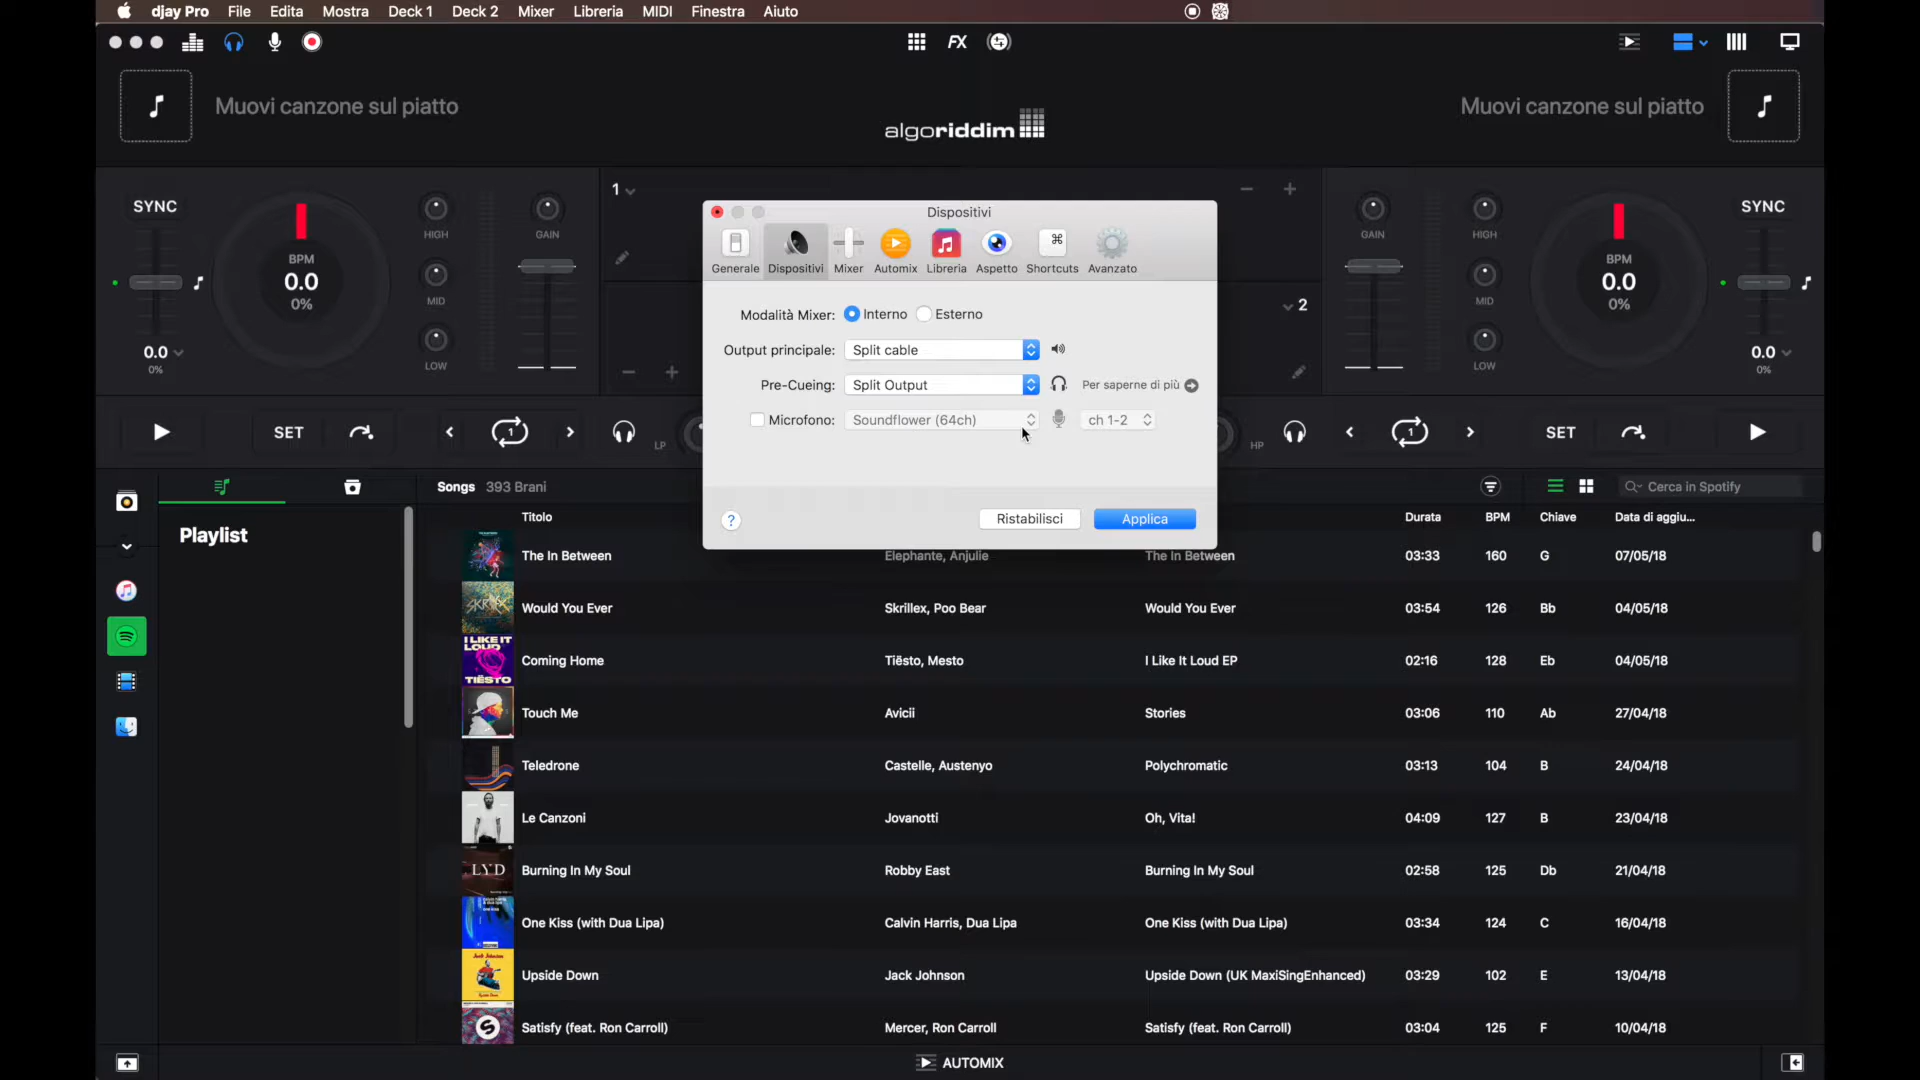 djay Pro File Edita Mostra Deck 1 Deck 2 Mixer Libreria MIDI Finestra Aiuto
FX
Muovi canzone sul piatto
algoriddim
Muovi canzone sul piatto
SYNC
BPM
0.0
0%
0.0
0%
HIGH
MID
LOW
GAIN
1
2
GAIN
HIGH
MID
LOW
BPM
0.0
0%
SYNC
0.0
0%
Dispositivi
Generale Dispositivi Mixer Automix Libreria Aspetto Shortcuts Avanzato
Modalità Mixer: Interno Esterno
Output principale: Split cable
Pre-Cueing: Split Output Per saperne di più
Microfono: Soundflower (64ch) ch 1-2
? Ristabilisci Applica
SET 1 LP HP 1 SET
Songs 393 Brani Cerca in Spotify
Playlist
Titolo Durata BPM Chiave Data di aggiu...
The In Between Elephante, Anjulie The In Between 03:33 160 G 07/05/18
SKRILLEX
Would You Ever Skrillex, Poo Bear Would You Ever 03:54 126 Bb 04/05/18
I LIKE IT
LOUD
TIËSTO
Coming Home Tiësto, Mesto I Like It Loud EP 02:16 128 Eb 04/05/18
Touch Me Avicii Stories 03:06 110 Ab 27/04/18
Teledrone Castelle, Austenyo Polychromatic 03:13 104 B 24/04/18
Le Canzoni Jovanotti Oh, Vita! 04:09 127 B 23/04/18
LYD
Burning In My Soul Robby East Burning In My Soul 02:58 125 Db 21/04/18
One Kiss (with Dua Lipa) Calvin Harris, Dua Lipa One Kiss (with Dua Lipa) 03:34 124 C 16/04/18
Jack Johnson
Upside Down Jack Johnson Upside Down (UK MaxiSingEnhanced) 03:29 102 E 13/04/18
Satisfy (feat. Ron Carroll) Mercer, Ron Carroll Satisfy (feat. Ron Carroll) 03:04 125 F 10/04/18
AUTOMIX